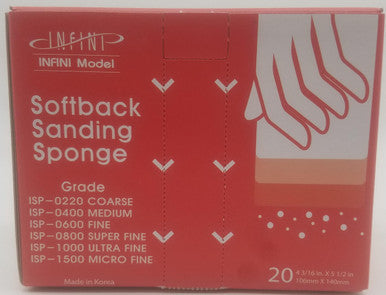 INFINI
INFINI Model
Softback
Sanding
Sponge
Grade
ISP-0220 COARSE
ISP-0400 MEDIUM
ISP-0600 FINE
ISP-0800 SUPER FINE
ISP-1000 ULTRA FINE
ISP-1500 MICRO FINE
Made in Korea
20 4 3/16 in. X 5 1/2 in
106mm X 140mm